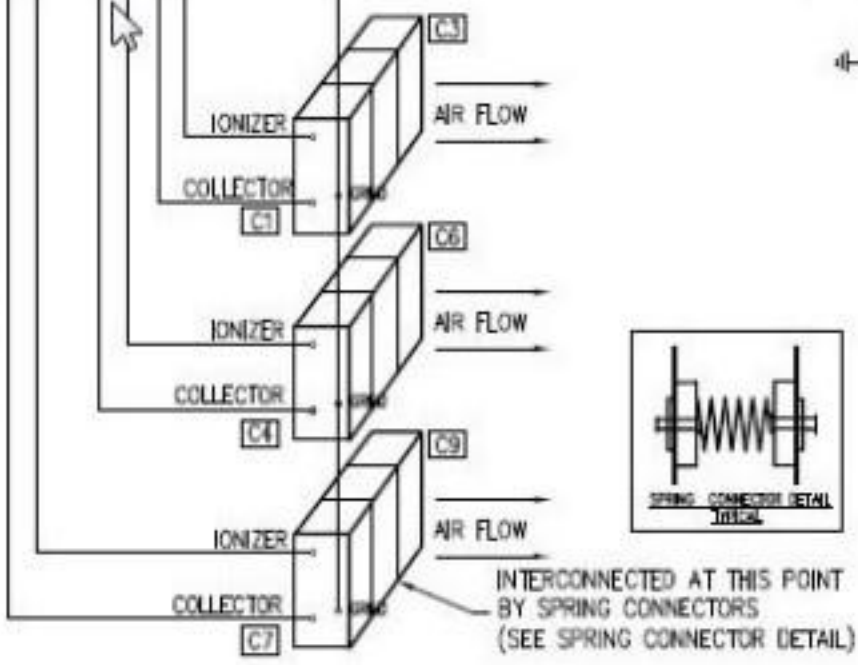 C3
IONIZER
AIR FLOW
COLLECTOR
C1
C6
IONIZER
AIR FLOW
COLLECTOR
C4
C9
IONIZER
AIR FLOW
COLLECTOR
C7
SPRING CONNECTOR DETAIL
TYPICAL
INTERCONNECTED AT THIS POINT
BY SPRING CONNECTORS
(SEE SPRING CONNECTOR DETAIL)